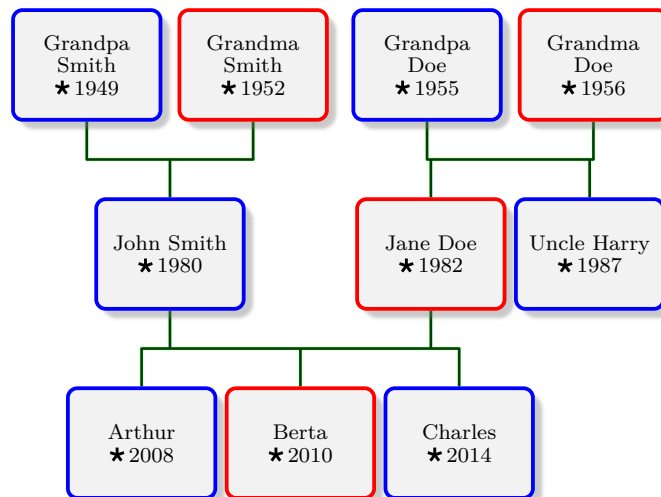 Grandpa
Smith
★1949
Grandma
Smith
★1952
Grandpa
Doe
★1955
Grandma
Doe
★1956
John Smith
★1980
Jane Doe
★1982
Uncle Harry
★1987
Arthur
★2008
Berta
★2010
Charles
★2014